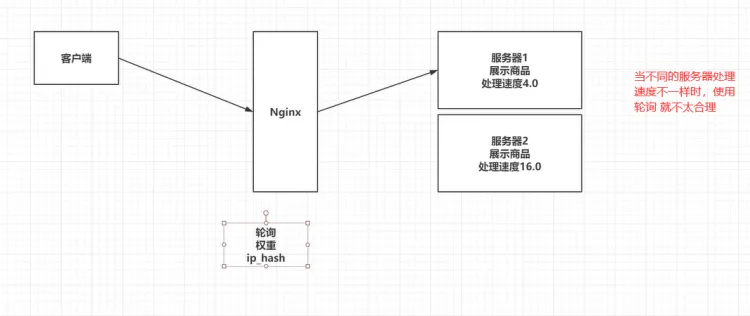 客户端
Nginx
服务器1
展示商品
处理速度4.0
服务器2
展示商品
处理速度16.0
当不同的服务器处理
速度不一样时，使用
轮询 就不太合理
轮询
权重
ip_hash